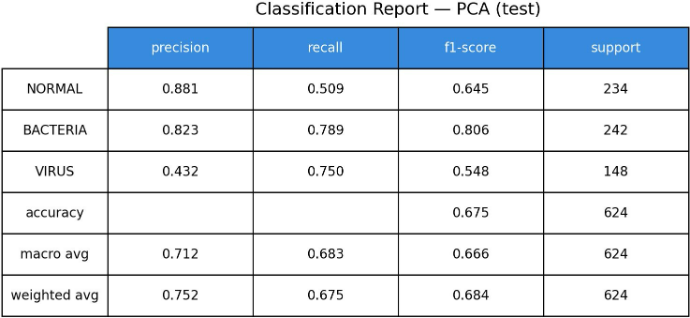 Classification Report — PCA (test)
precision recall f1-score support
NORMAL 0.881 0.509 0.645 234
BACTERIA 0.823 0.789 0.806 242
VIRUS 0.432 0.750 0.548 148
accuracy 0.675 624
macro avg 0.712 0.683 0.666 624
weighted avg 0.752 0.675 0.684 624